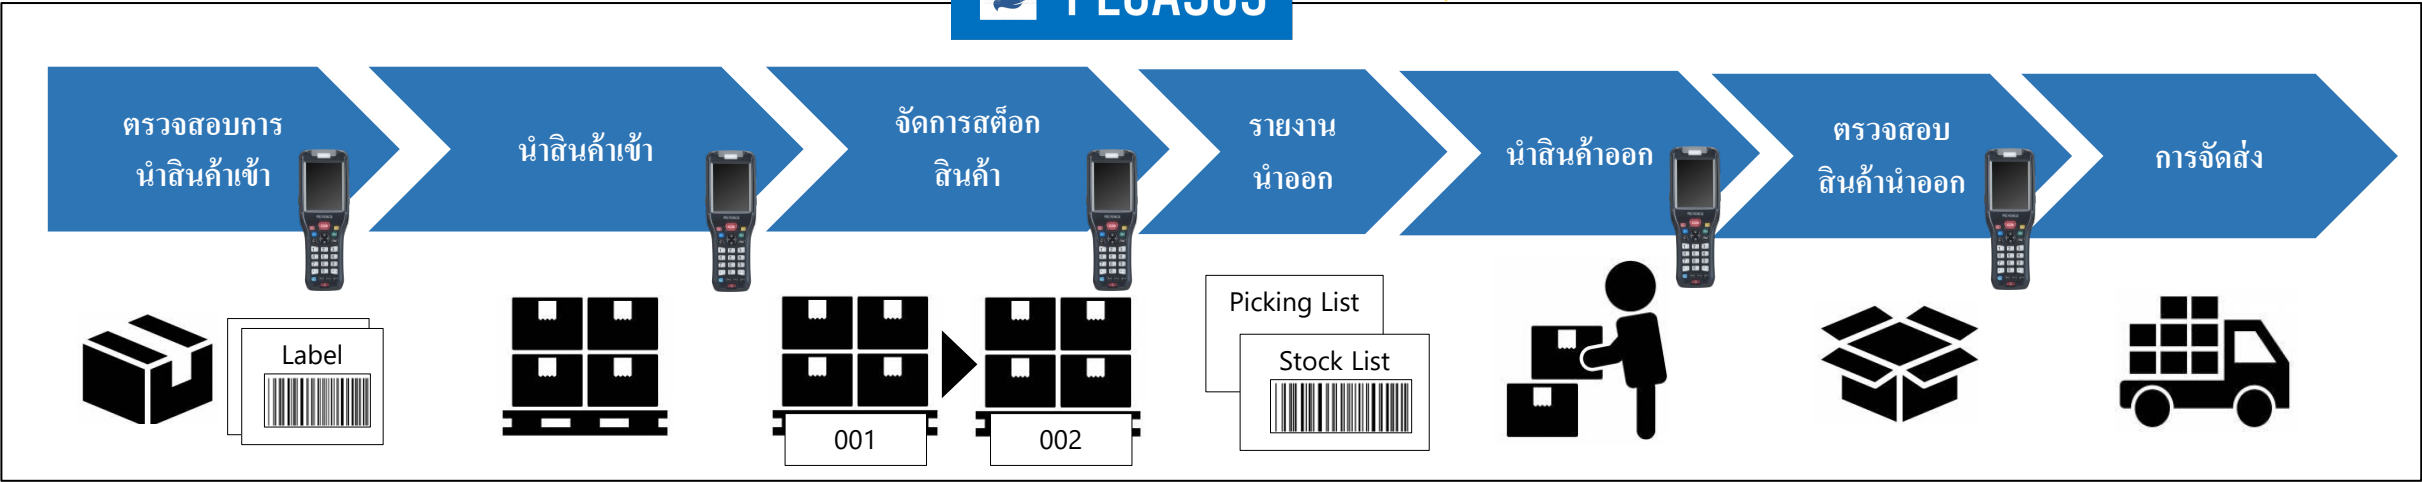 PEGASUS
ตรวจสอบการ
นำสินค้าเข้า
นำสินค้าเข้า
จัดการสต็อก
สินค้า
รายงาน
นำออก
นำสินค้าออก
ตรวจสอบ
สินค้านำออก
การจัดส่ง
Label
001
002
Picking List
Stock List